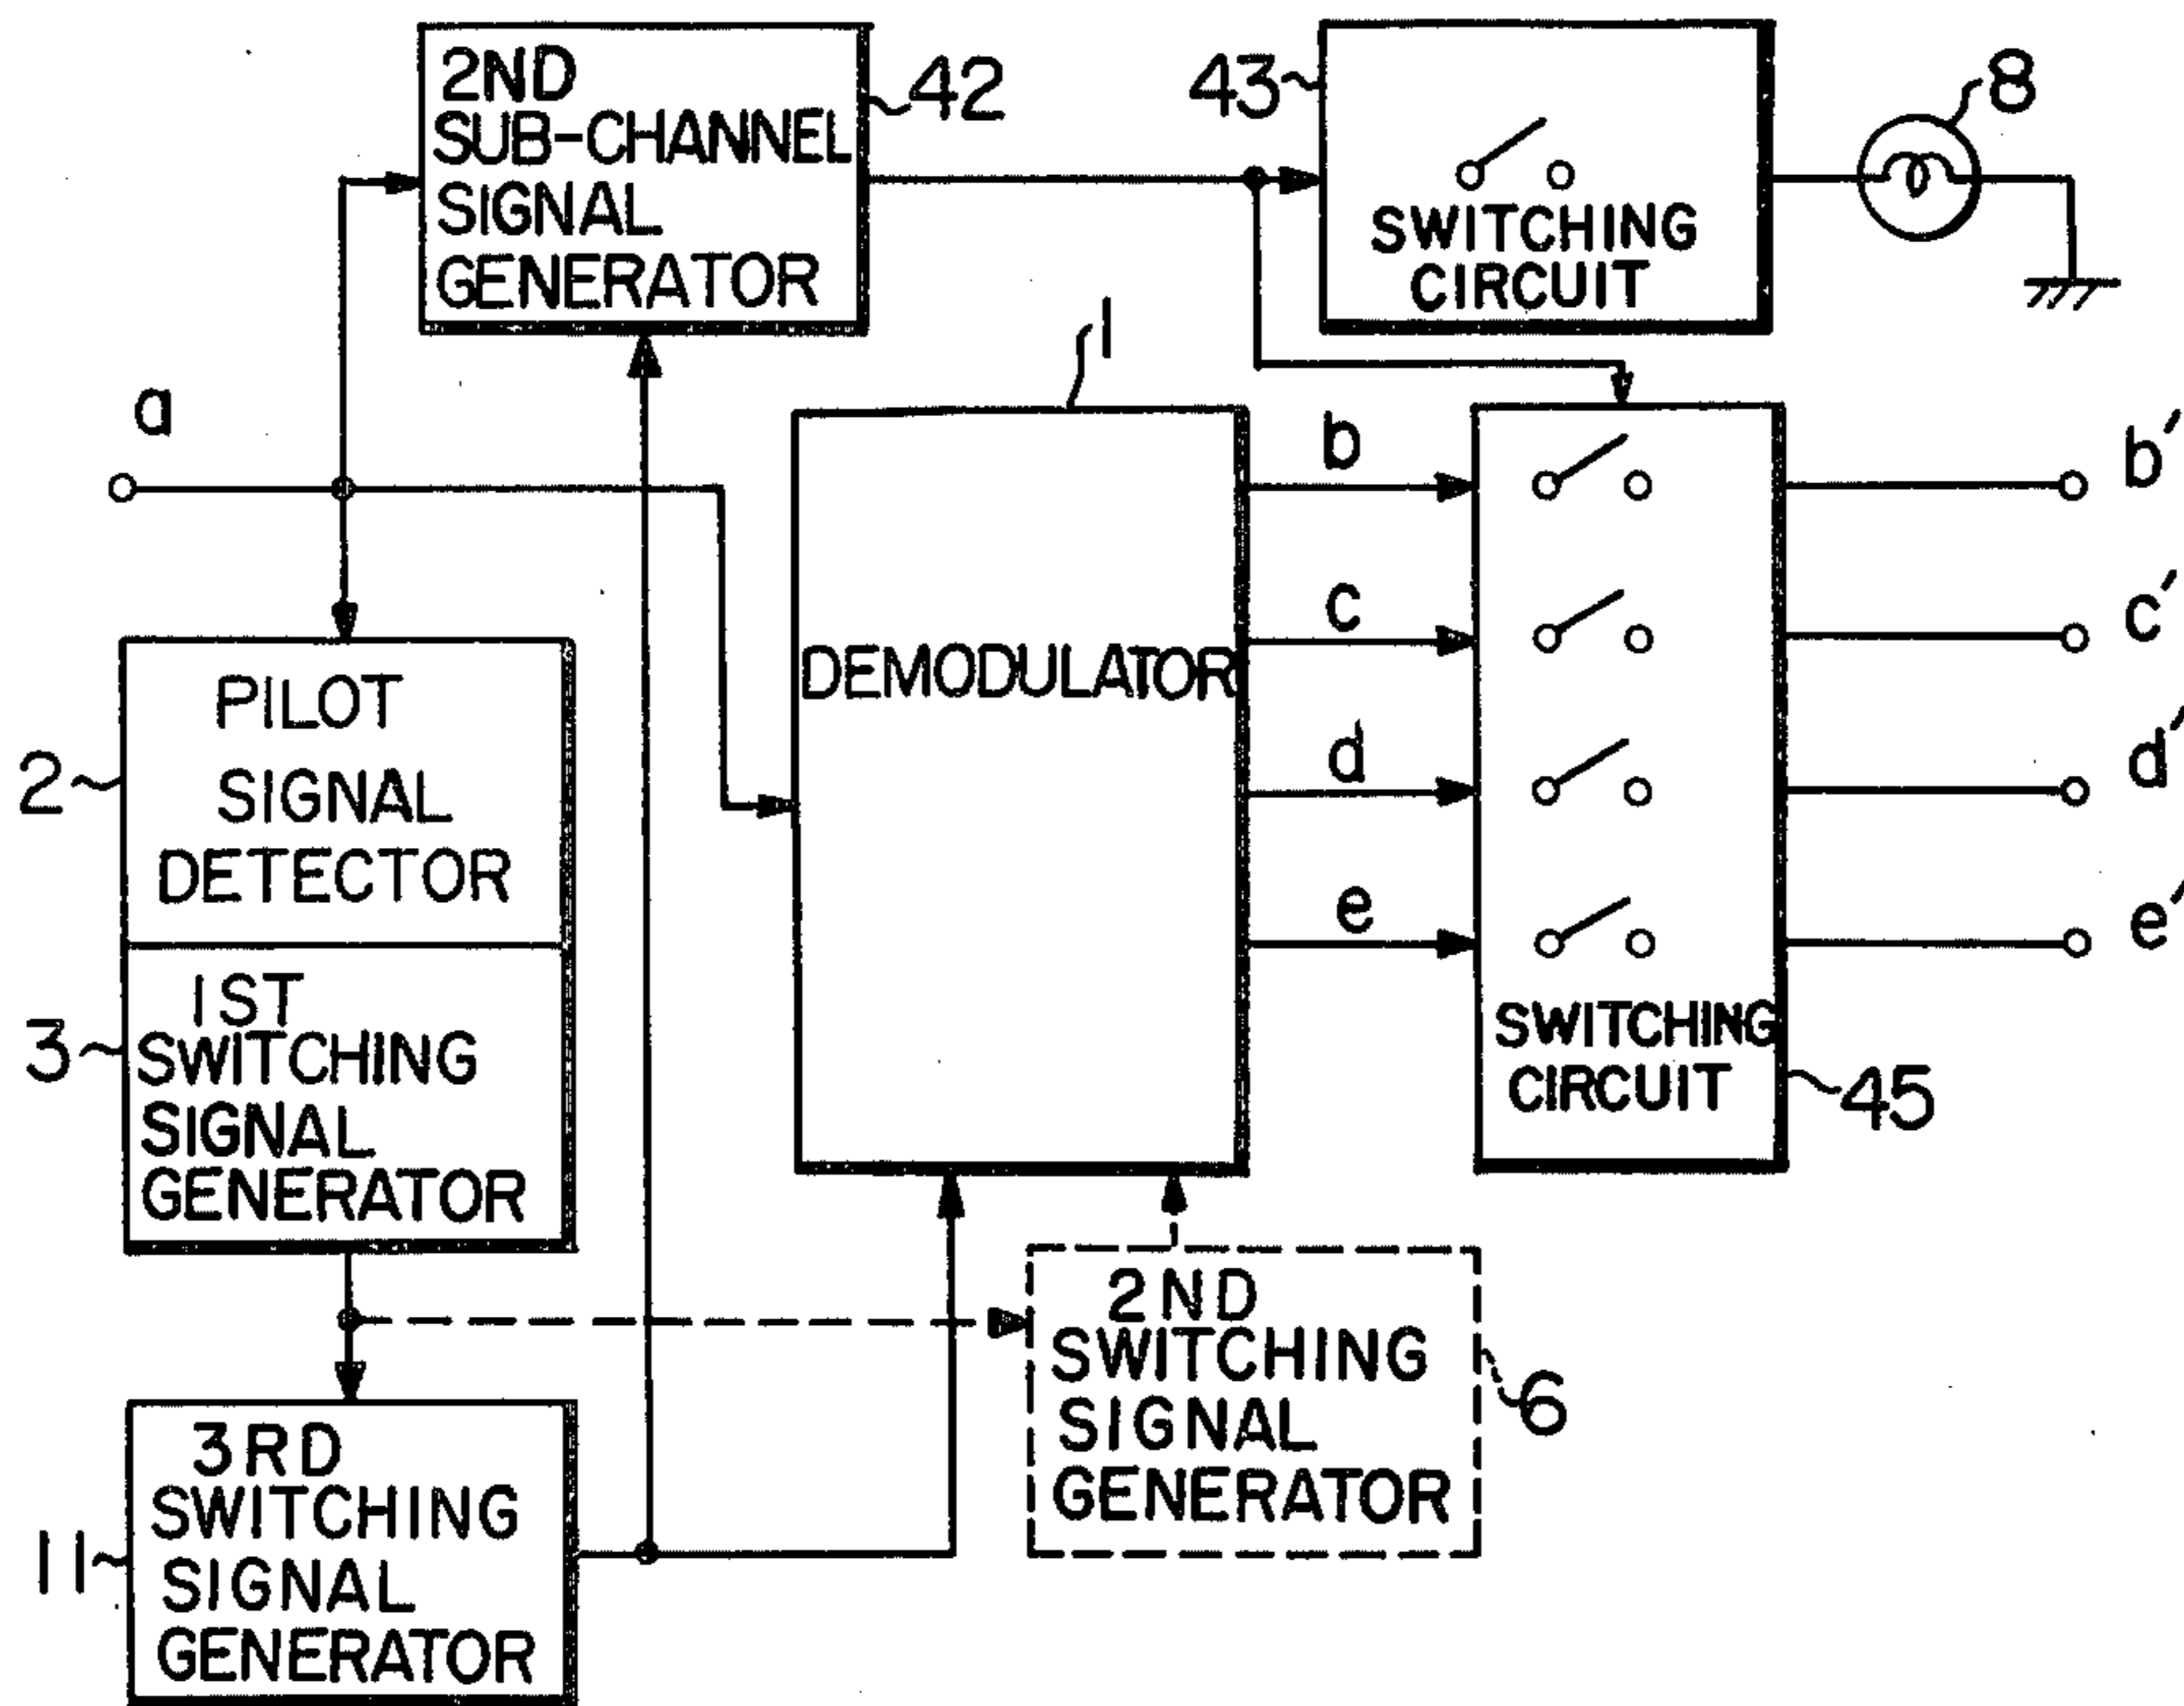 2ND
SUB-CHANNEL
SIGNAL
GENERATOR
42
43
SWITCHING
CIRCUIT
8
a
1
DEMODULATOR
b
c
d
e
SWITCHING
CIRCUIT
45
b'
c'
d'
e'
2
PILOT
SIGNAL
DETECTOR
3
1ST
SWITCHING
SIGNAL
GENERATOR
2ND
SWITCHING
SIGNAL
GENERATOR
6
11
3RD
SWITCHING
SIGNAL
GENERATOR